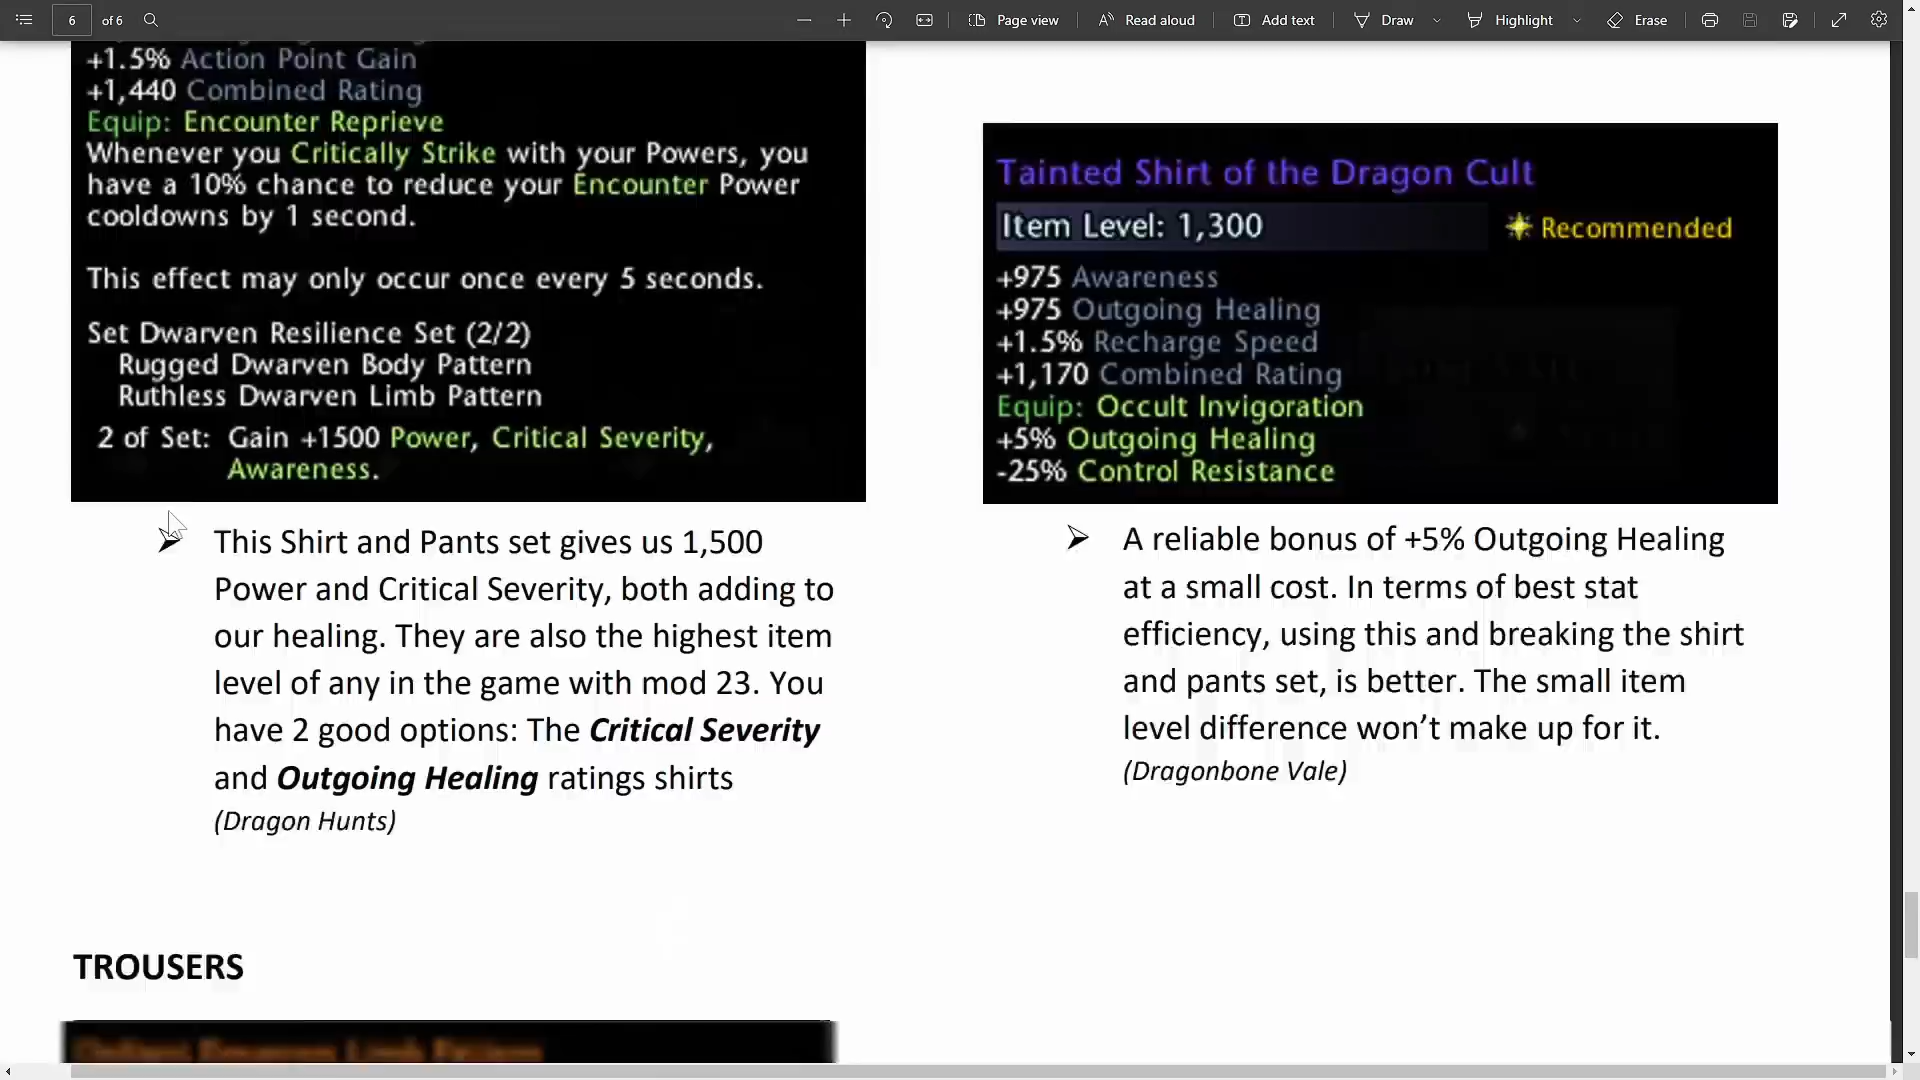 6 of 6 Page view Read aloud Add text Draw Highlight Erase
+1.5% Action Point Gain
+1,440 Combined Rating
Equip: Encounter Reprieve
Whenever you Critically Strike with your Powers, you
have a 10% chance to reduce your Encounter Power
cooldowns by 1 second.
This effect may only occur once every 5 seconds.
Set Dwarven Resilience Set (2/2)
Rugged Dwarven Body Pattern
Ruthless Dwarven Limb Pattern
2 of Set: Gain +1500 Power, Critical Severity,
Awareness.
This Shirt and Pants set gives us 1,500
Power and Critical Severity, both adding to
our healing. They are also the highest item
level of any in the game with mod 23. You
have 2 good options: The Critical Severity
and Outgoing Healing ratings shirts
(Dragon Hunts)
Tainted Shirt of the Dragon Cult
Item Level: 1,300 Recommended
+975 Awareness
+975 Outgoing Healing
+1.5% Recharge Speed
+1,170 Combined Rating
Equip: Occult Invigoration
+5% Outgoing Healing
-25% Control Resistance
A reliable bonus of +5% Outgoing Healing
at a small cost. In terms of best stat
efficiency, using this and breaking the shirt
and pants set, is better. The small item
level difference won’t make up for it.
(Dragonbone Vale)
TROUSERS